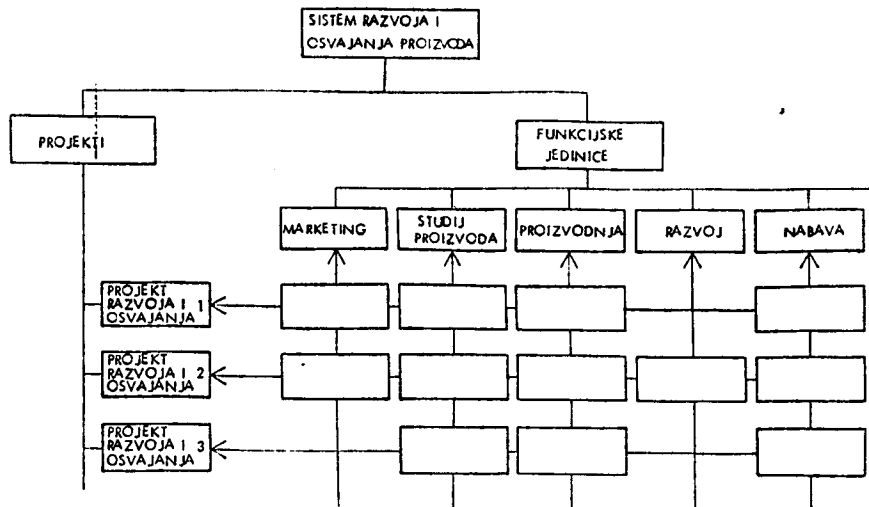 SISTEM RAZVOJA I
OSVAJANJA PROIZVODA
PROJEKTI
FUNKCIJSKE
JEDINICE
MARKETING
STUDIJ
PROIZVODA
PROIZVODNJA
RAZVOJ
NABAVA
PROJEKT
RAZVOJA I 1
OSVAJANJA
PROJEKT
RAZVOJA I 2
OSVAJANJA
PROJEKT
RAZVOJA I 3
OSVAJANJA